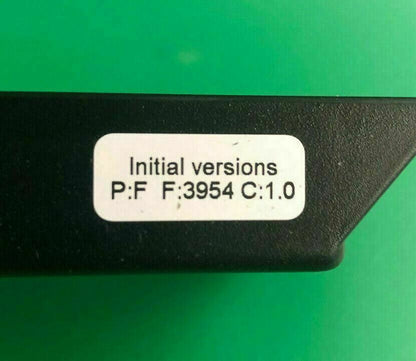 Initial versions
P:F F:3954 C:1.0